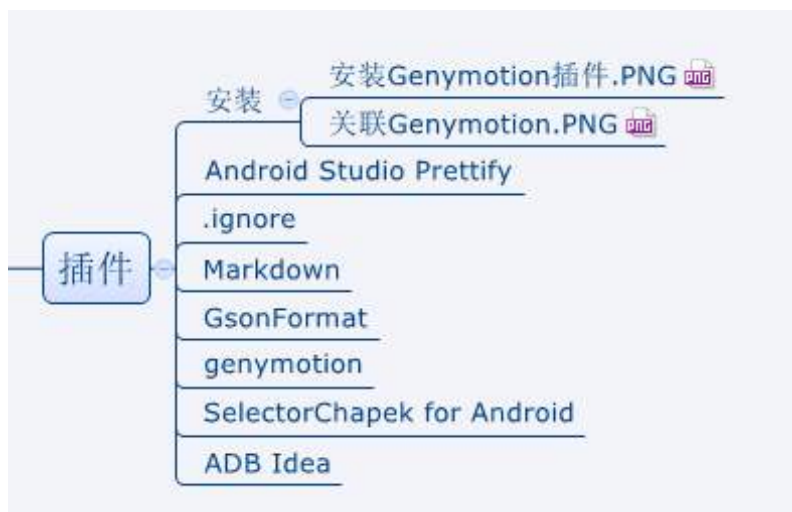 安装Genymotion插件.PNG
安装
关联Genymotion.PNG
Android Studio Prettify
.ignore
插件
Markdown
GsonFormat
genymotion
SelectorChapek for Android
ADB Idea